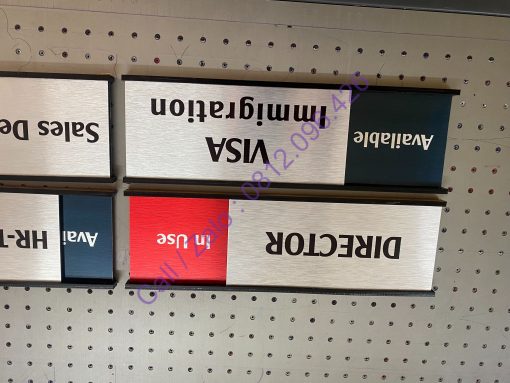 DIRECTOR
In Use
Avai
HR-T
Available
VISA
Immigration
Sales De
Call / Zalo : 0812.095.426